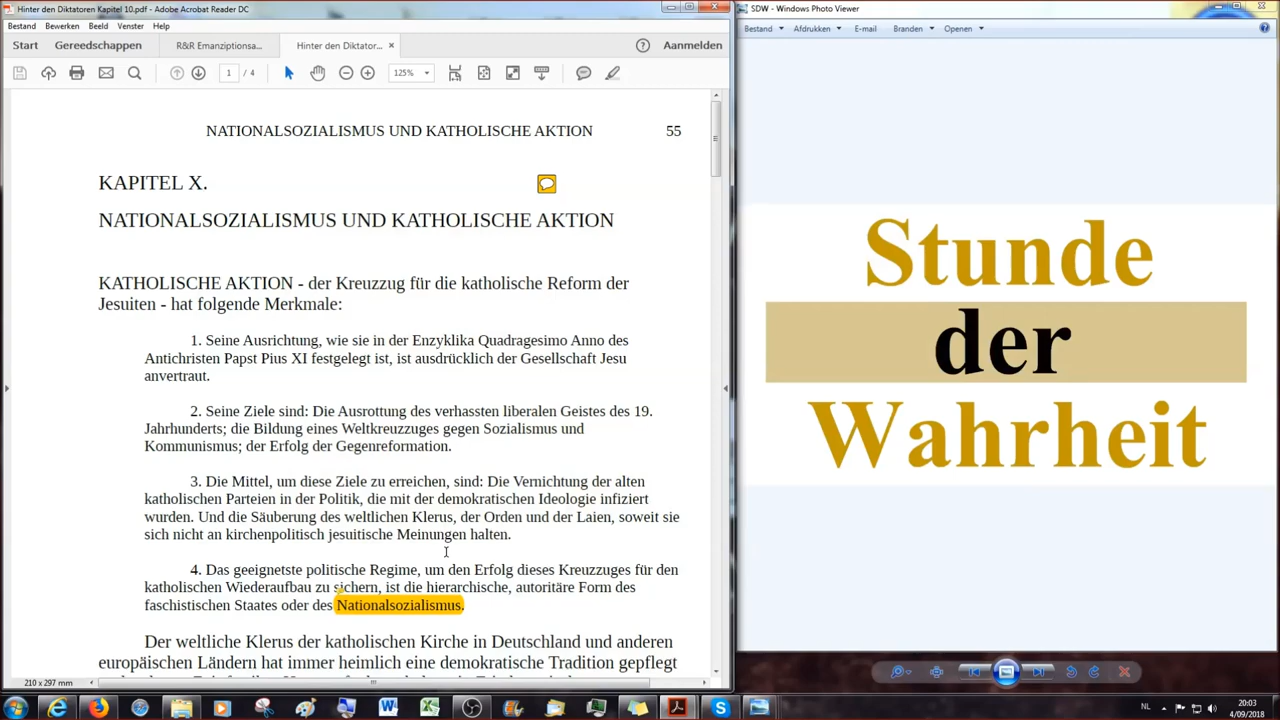 Hinter den Diktatoren Kapitel 10.pdf - Adobe Acrobat Reader DC
Bestand Bewerken Beeld Venster Help
Start Gereedschappen R&R Emanziptionsa... Hinter den Diktator... × Anmelden
1 / 4 125%
NATIONALSOZIALISMUS UND KATHOLISCHE AKTION 55
KAPITEL X.
NATIONALSOZIALISMUS UND KATHOLISCHE AKTION
KATHOLISCHE AKTION - der Kreuzzug für die katholische Reform der
Jesuiten - hat folgende Merkmale:
1. Seine Ausrichtung, wie sie in der Enzyklika Quadragesimo Anno des
Antichristen Papst Pius XI festgelegt ist, ist ausdrücklich der Gesellschaft Jesu
anvertraut.
2. Seine Ziele sind: Die Ausrottung des verhassten liberalen Geistes des 19.
Jahrhunderts; die Bildung eines Weltkreuzzuges gegen Sozialismus und
Kommunismus; der Erfolg der Gegenreformation.
3. Die Mittel, um diese Ziele zu erreichen, sind: Die Vernichtung der alten
katholischen Parteien in der Politik, die mit der demokratischen Ideologie infiziert
wurden. Und die Säuberung des weltlichen Klerus, der Orden und der Laien, soweit sie
sich nicht an kirchenpolitisch jesuitische Meinungen halten.
4. Das geeignetste politische Regime, um den Erfolg dieses Kreuzzuges für den
katholischen Wiederaufbau zu sichern, ist die hierarchische, autoritäre Form des
faschistischen Staates oder des Nationalsozialismus.
Der weltliche Klerus der katholischen Kirche in Deutschland und anderen
europäischen Ländern hat immer heimlich eine demokratische Tradition gepflegt
210 x 297 mm
SDW - Windows Photo Viewer
Bestand Afdrukken E-mail Branden Openen
Stunde
der
Wahrheit
NL 20:03
4/09/2018